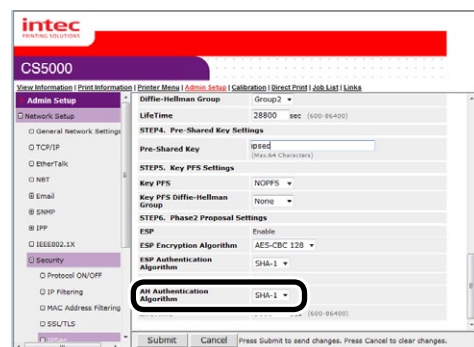 intec
PRINTING SOLUTIONS
CS5000
View Information | Print Information | Printer Menu | Admin Setup | Calibration | Direct Print | Job List | Links
Admin Setup
Network Setup
General Network Settings
TCP/IP
EtherTalk
NBT
Email
SNMP
IPP
IEEE802.1X
Security
Protocol ON/OFF
IP Filtering
MAC Address Filtering
SSL/TLS
IPSec
Diffie-Hellman Group Group2
LifeTime 28800 sec (600-86400)
STEP4. Pre-Shared Key Settings
Pre-Shared Key ipsec
(Max.64 Characters)
STEP5. Key PFS Settings
Key PFS NOPFS
Key PFS Diffie-Hellman Group None
STEP6. Phase2 Proposal Settings
ESP Enable
ESP Encryption Algorithm AES-CBC 128
ESP Authentication Algorithm SHA-1
AH Authentication Algorithm SHA-1
sec (600-86400)
Submit Cancel Press Submit to send changes. Press Cancel to clear changes.